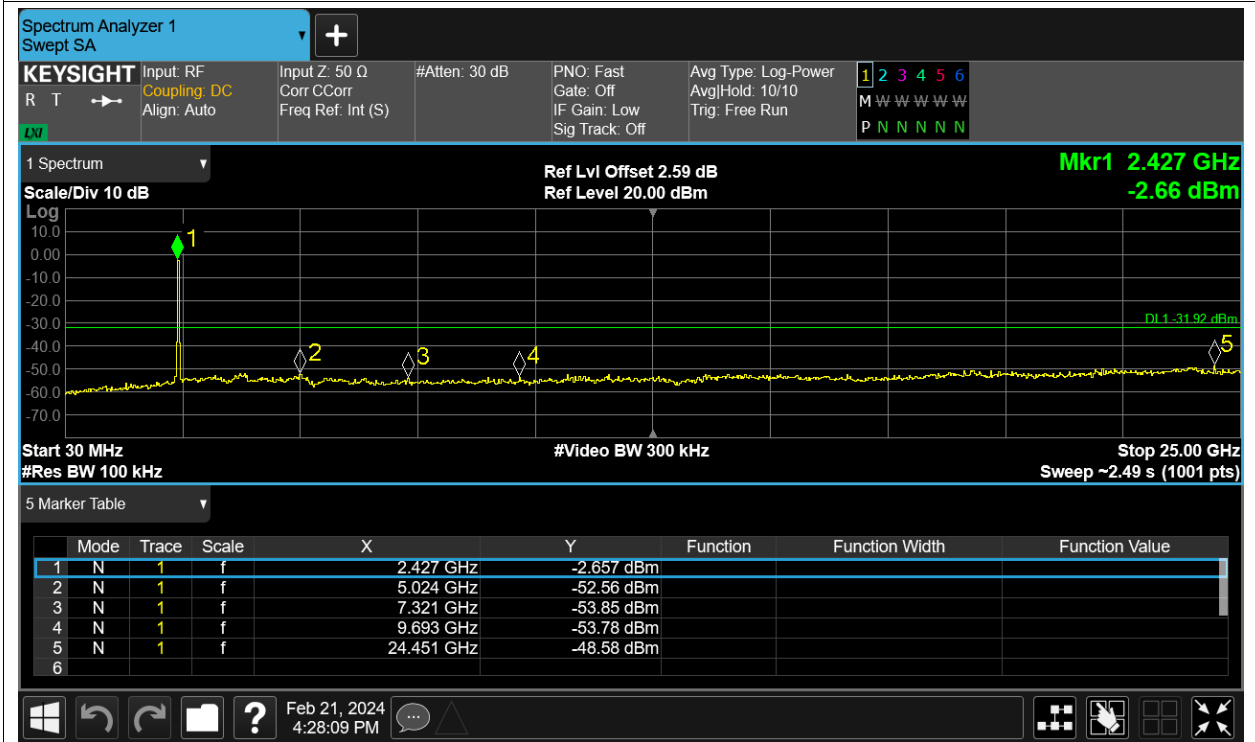 Spectrum Analyzer 1
Swept SA
+
KEYSIGHT
R T
LXI
Input: RF
Coupling: DC
Align: Auto
Input Z: 50 Ω
Corr CCorr
Freq Ref: Int (S)
#Atten: 30 dB
PNO: Fast
Gate: Off
IF Gain: Low
Sig Track: Off
Avg Type: Log-Power
Avg|Hold: 10/10
Trig: Free Run
1 2 3 4 5 6
M W W W W W
P N N N N N
1 Spectrum
Scale/Div 10 dB
Ref Lvl Offset 2.59 dB
Ref Level 20.00 dBm
Mkr1 2.427 GHz
-2.66 dBm
Log
10.0
0.00
-10.0
-20.0
-30.0
-40.0
-50.0
-60.0
-70.0
1
2
3
4
5
DL1 -31.92 dBm
Start 30 MHz
#Res BW 100 kHz
#Video BW 300 kHz
Stop 25.00 GHz
Sweep ~2.49 s (1001 pts)
5 Marker Table
Mode Trace Scale X Y Function Function Width Function Value
1 N 1 f 2.427 GHz -2.657 dBm
2 N 1 f 5.024 GHz -52.56 dBm
3 N 1 f 7.321 GHz -53.85 dBm
4 N 1 f 9.693 GHz -53.78 dBm
5 N 1 f 24.451 GHz -48.58 dBm
6
?
Feb 21, 2024
4:28:09 PM